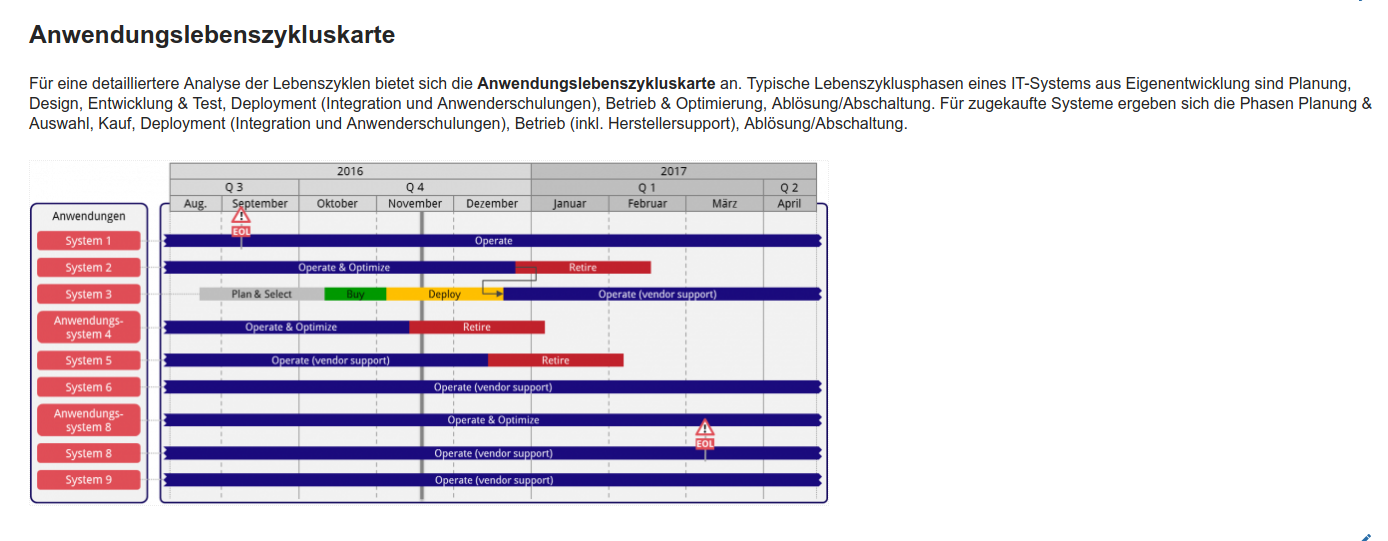 Anwendungslebenszykluskarte
Für eine detailliertere Analyse der Lebenszyklen bietet sich die Anwendungslebenszykluskarte an. Typische Lebenszyklusphasen eines IT-Systems aus Eigenentwicklung sind Planung,
Design, Entwicklung & Test, Deployment (Integration und Anwenderschulungen), Betrieb & Optimierung, Ablösung/Abschaltung. Für zugekaufte Systeme ergeben sich die Phasen Planung &
Auswahl, Kauf, Deployment (Integration und Anwenderschulungen), Betrieb (inkl. Herstellersupport), Ablösung/Abschaltung.
2016 2017
Q 3 Q 4 Q 1 Q 2
Aug. September Oktober November Dezember Januar Februar März April
Anwendungen
EOL
System 1 Operate
System 2 Operate & Optimize Retire
System 3 Plan & Select Buy Deploy Operate (vendor support)
Anwendungs-
system 4 Operate & Optimize Retire
System 5 Operate (vendor support) Retire
System 6 Operate (vendor support)
Anwendungs-
system 8 Operate & Optimize
EOL
System 8 Operate (vendor support)
System 9 Operate (vendor support)